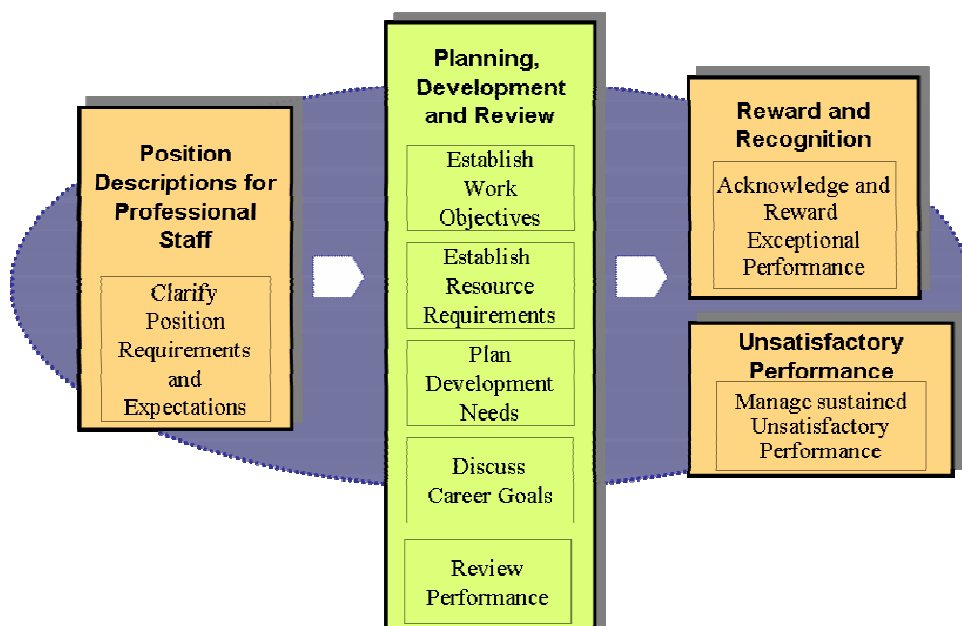 Position
Descriptions for
Professional
Staff
Clarify
Position
Requirements
and
Expectations
Planning,
Development
and Review
Establish
Work
Objectives
Establish
Resource
Requirements
Plan
Development
Needs
Discuss
Career Goals
Review
Performance
Reward and
Recognition
Acknowledge and
Reward
Exceptional
Performance
Unsatisfactory
Performance
Manage sustained
Unsatisfactory
Performance